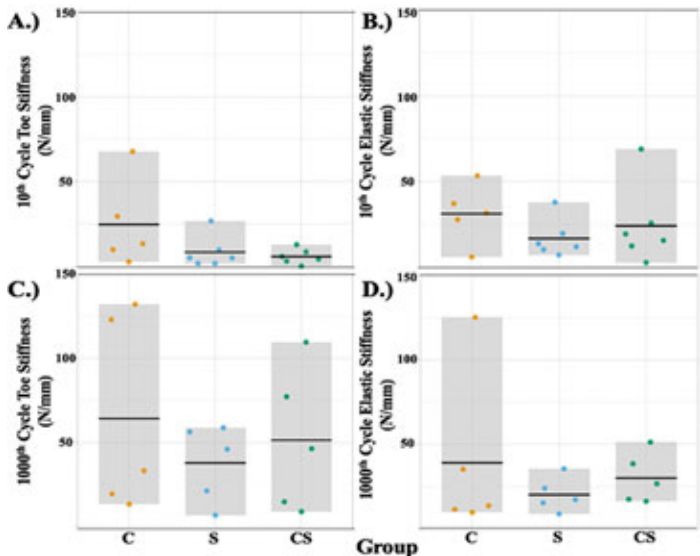 A.)
150
100
50
10th Cycle Toe Stiffness
(N/mm)
B.)
150
100
50
10th Cycle Elastic Stiffness
(N/mm)
C.)
150
100
50
1000th Cycle Toe Stiffness
(N/mm)
C
S
CS
D.)
150
100
50
1000th Cycle Elastic Stiffness
(N/mm)
C
S
CS
Group